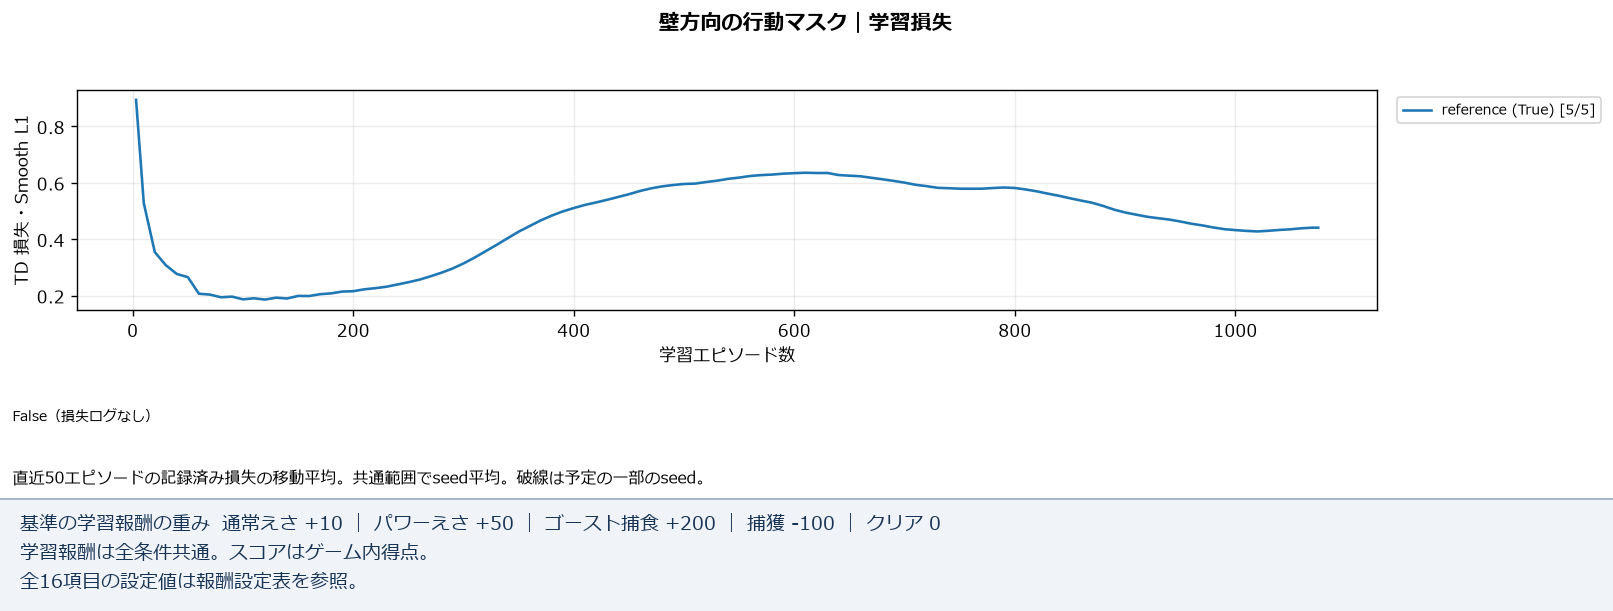 壁方向の行動マスク｜学習損失
TD 損失・Smooth L1
0.8
0.6
0.4
0.2
0
200
400
600
800
1000
学習エピソード数
reference (True) [5/5]
False（損失ログなし）
直近50エピソードの記録済み損失の移動平均。共通範囲でseed平均。破線は予定の一部のseed。
基準の学習報酬の重み 通常えさ +10 ｜ パワーえさ +50 ｜ ゴースト捕食 +200 ｜ 捕獲 -100 ｜ クリア 0
学習報酬は全条件共通。スコアはゲーム内得点。
全16項目の設定値は報酬設定表を参照。